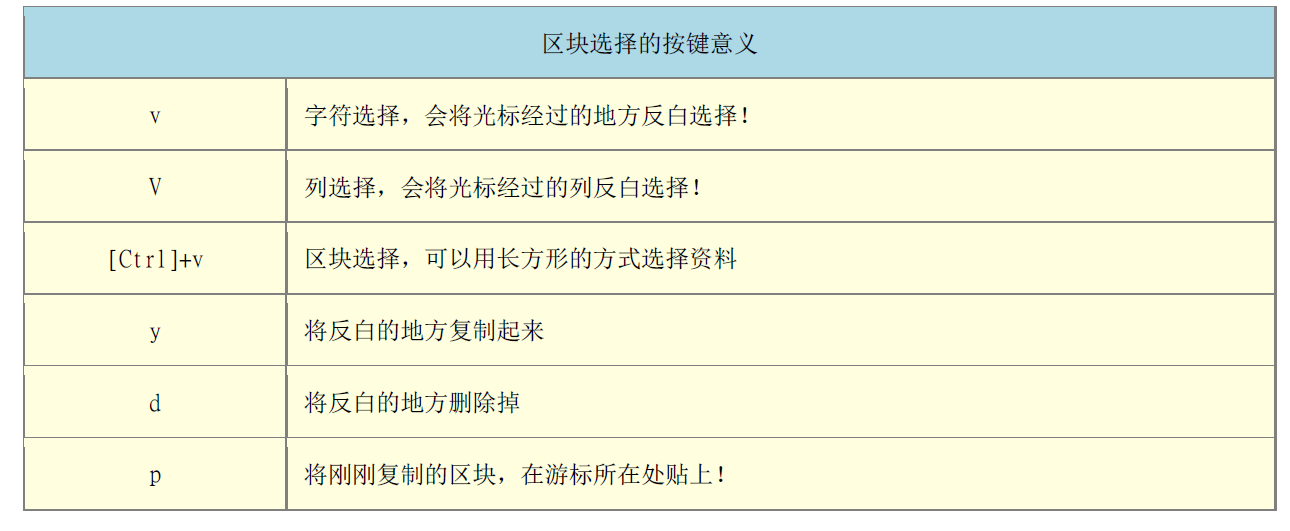 区块选择的按键意义
v 字符选择，会将光标经过的地方反白选择！
V 列选择，会将光标经过的列反白选择！
[Ctrl]+v 区块选择，可以用长方形的方式选择资料
y 将反白的地方复制起来
d 将反白的地方删除掉
p 将刚刚复制的区块，在游标所在处贴上！